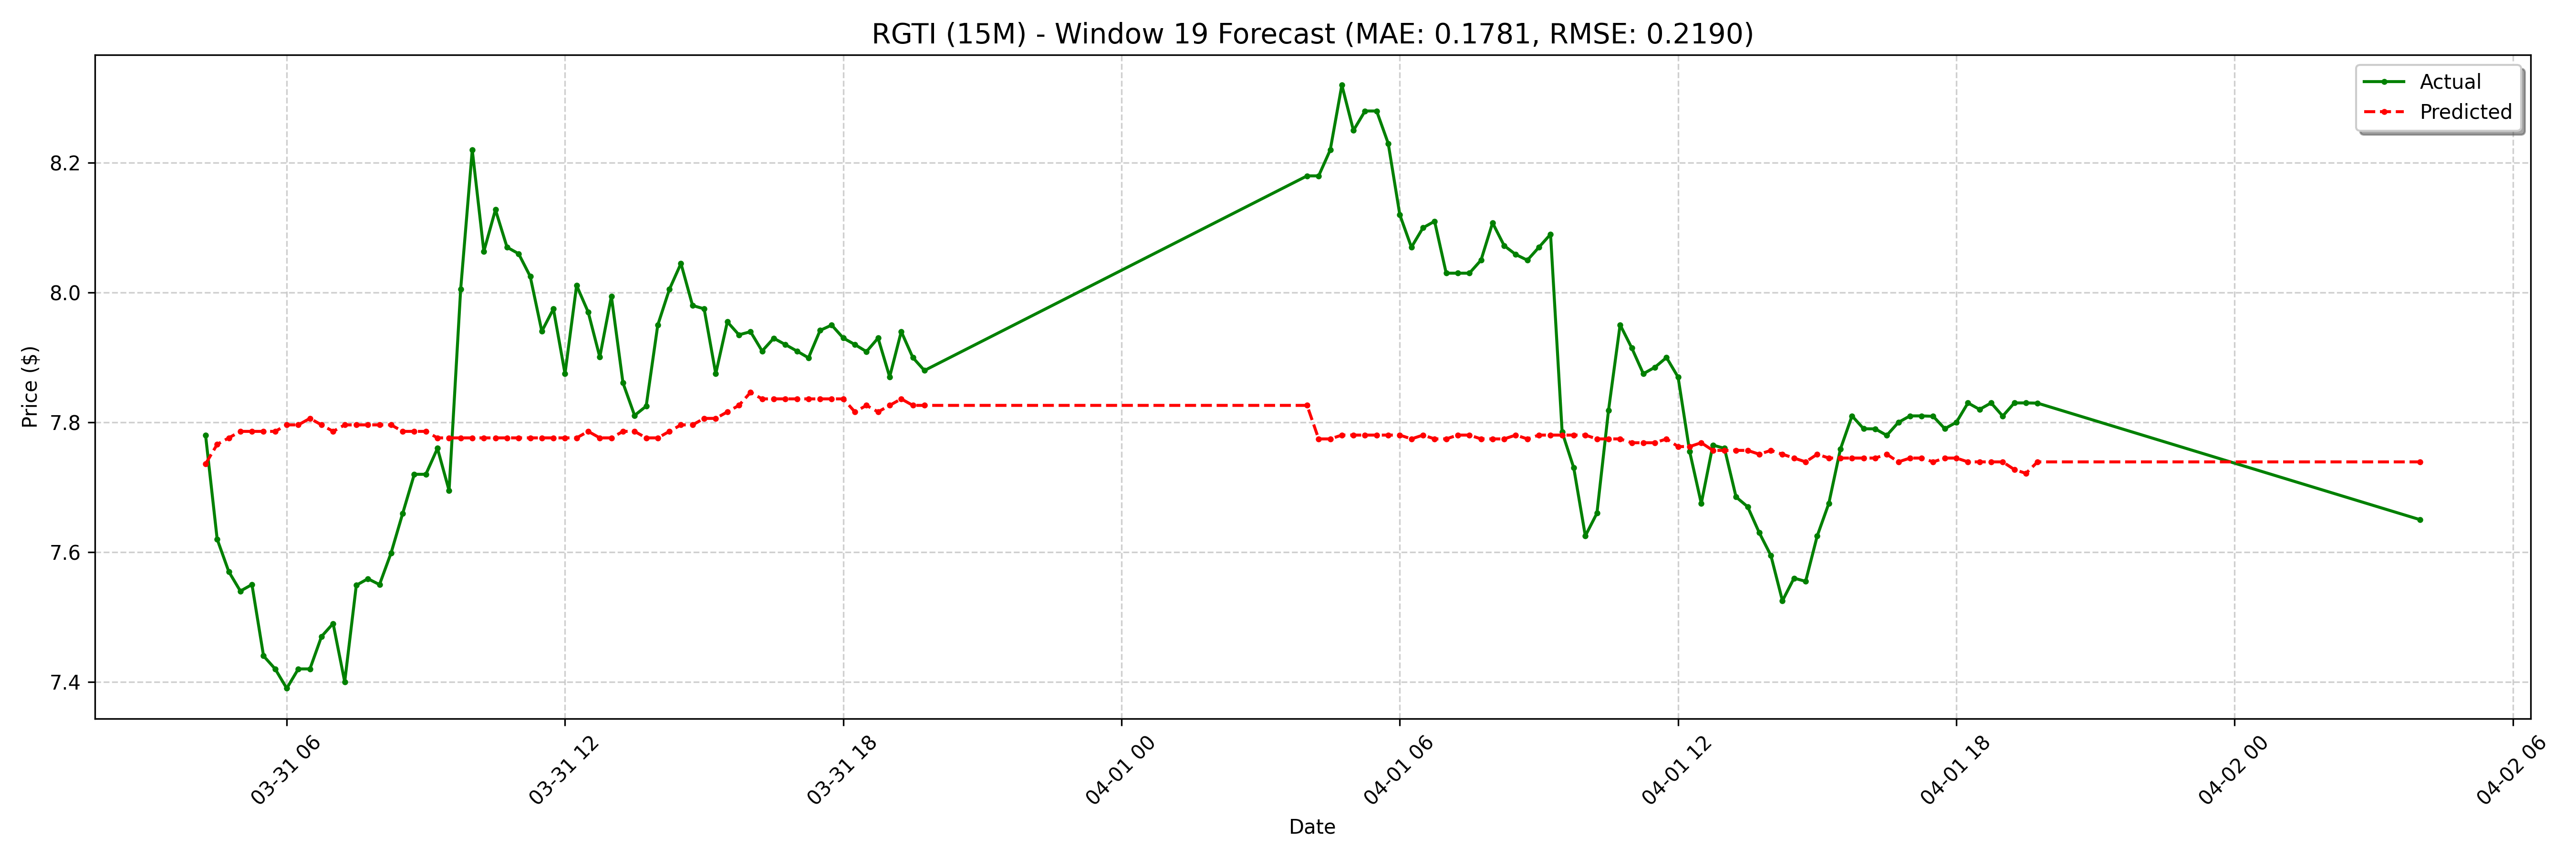 RGTI (15M) - Window 19 Forecast (MAE: 0.1781, RMSE: 0.2190)
Actual
Predicted
Price ($)
8.2
8.0
7.8
7.6
7.4
03-31 06
03-31 12
03-31 18
04-01 00
04-01 06
04-01 12
04-01 18
04-02 00
04-02 06
Date